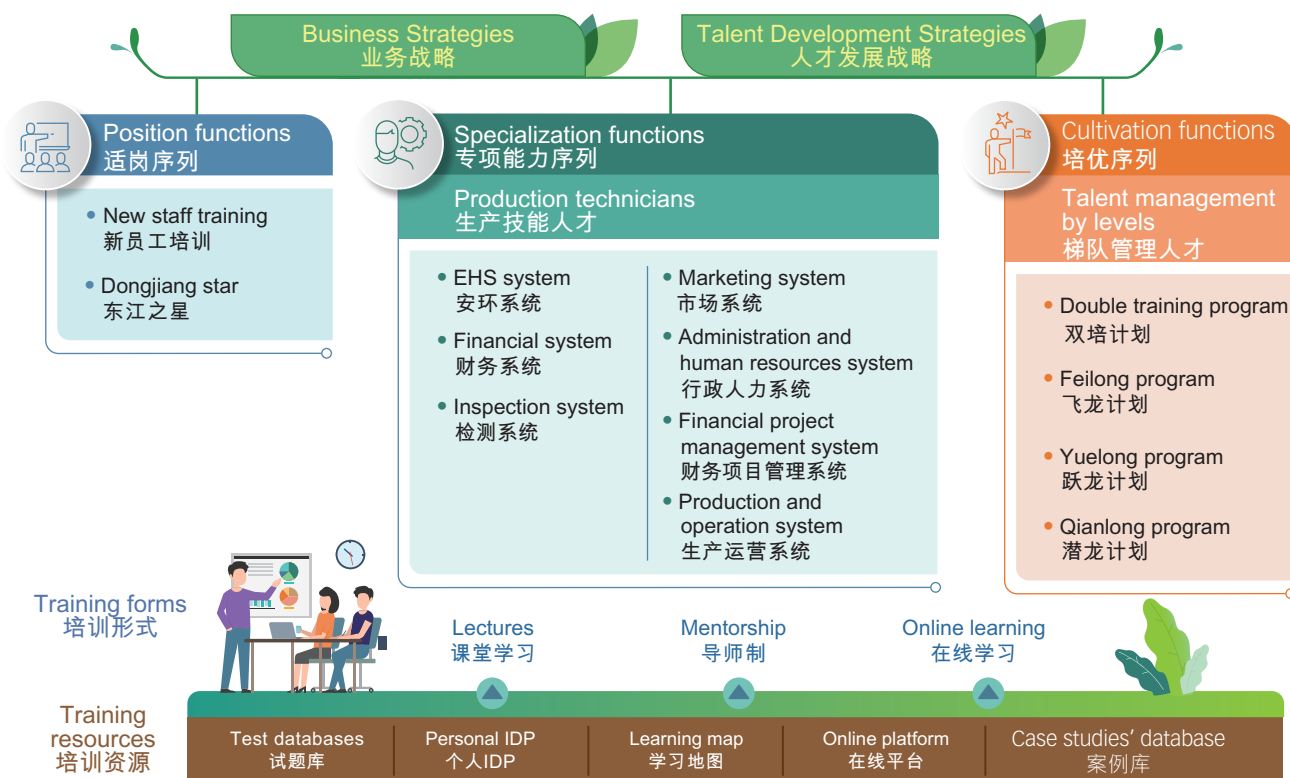 Business Strategies
业务战略
Talent Development Strategies
人才发展战略
Position functions
适岗序列
New staff training
新员工培训
Dongjiang star
东江之星
Specialization functions
专项能力序列
Production technicians
生产技能人才
EHS system
安环系统
Financial system
财务系统
Inspection system
检测系统
Marketing system
市场系统
Administration and
human resources system
行政人力系统
Financial project
management system
财务项目管理系统
Production and
operation system
生产运营系统
Cultivation functions
培优序列
Talent management
by levels
梯队管理人才
Double training program
双培计划
Feilong program
飞龙计划
Yuelong program
跃龙计划
Qianlong program
潜龙计划
Training forms
培训形式
Lectures
课堂学习
Mentorship
导师制
Online learning
在线学习
Training
resources
培训资源
Test databases
试题库
Personal IDP
个人IDP
Learning map
学习地图
Online platform
在线平台
Case studies' database
案例库